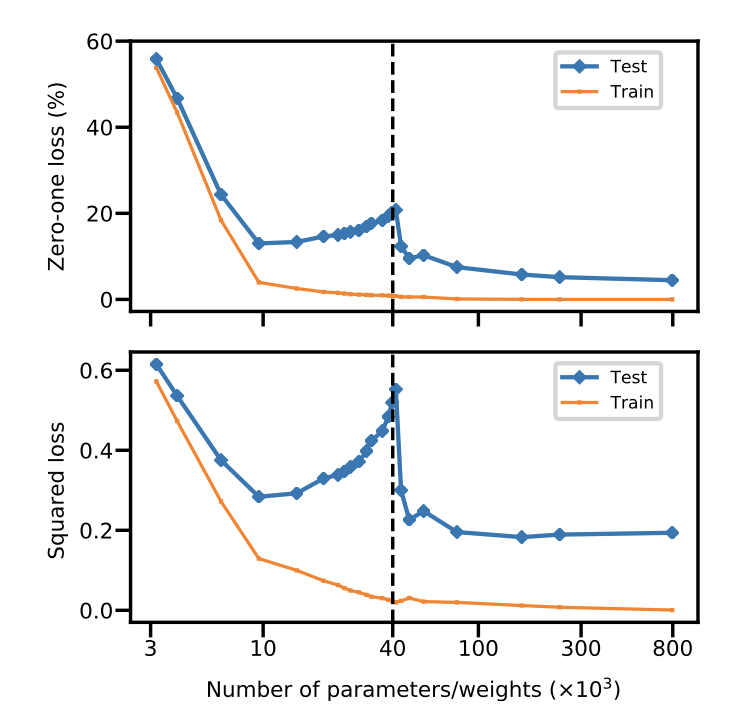 Zero-one loss (%)
60
40
20
0
Test
Train
Squared loss
0.6
0.4
0.2
0.0
Test
Train
3 10 40 100 300 800
Number of parameters/weights (×10³)